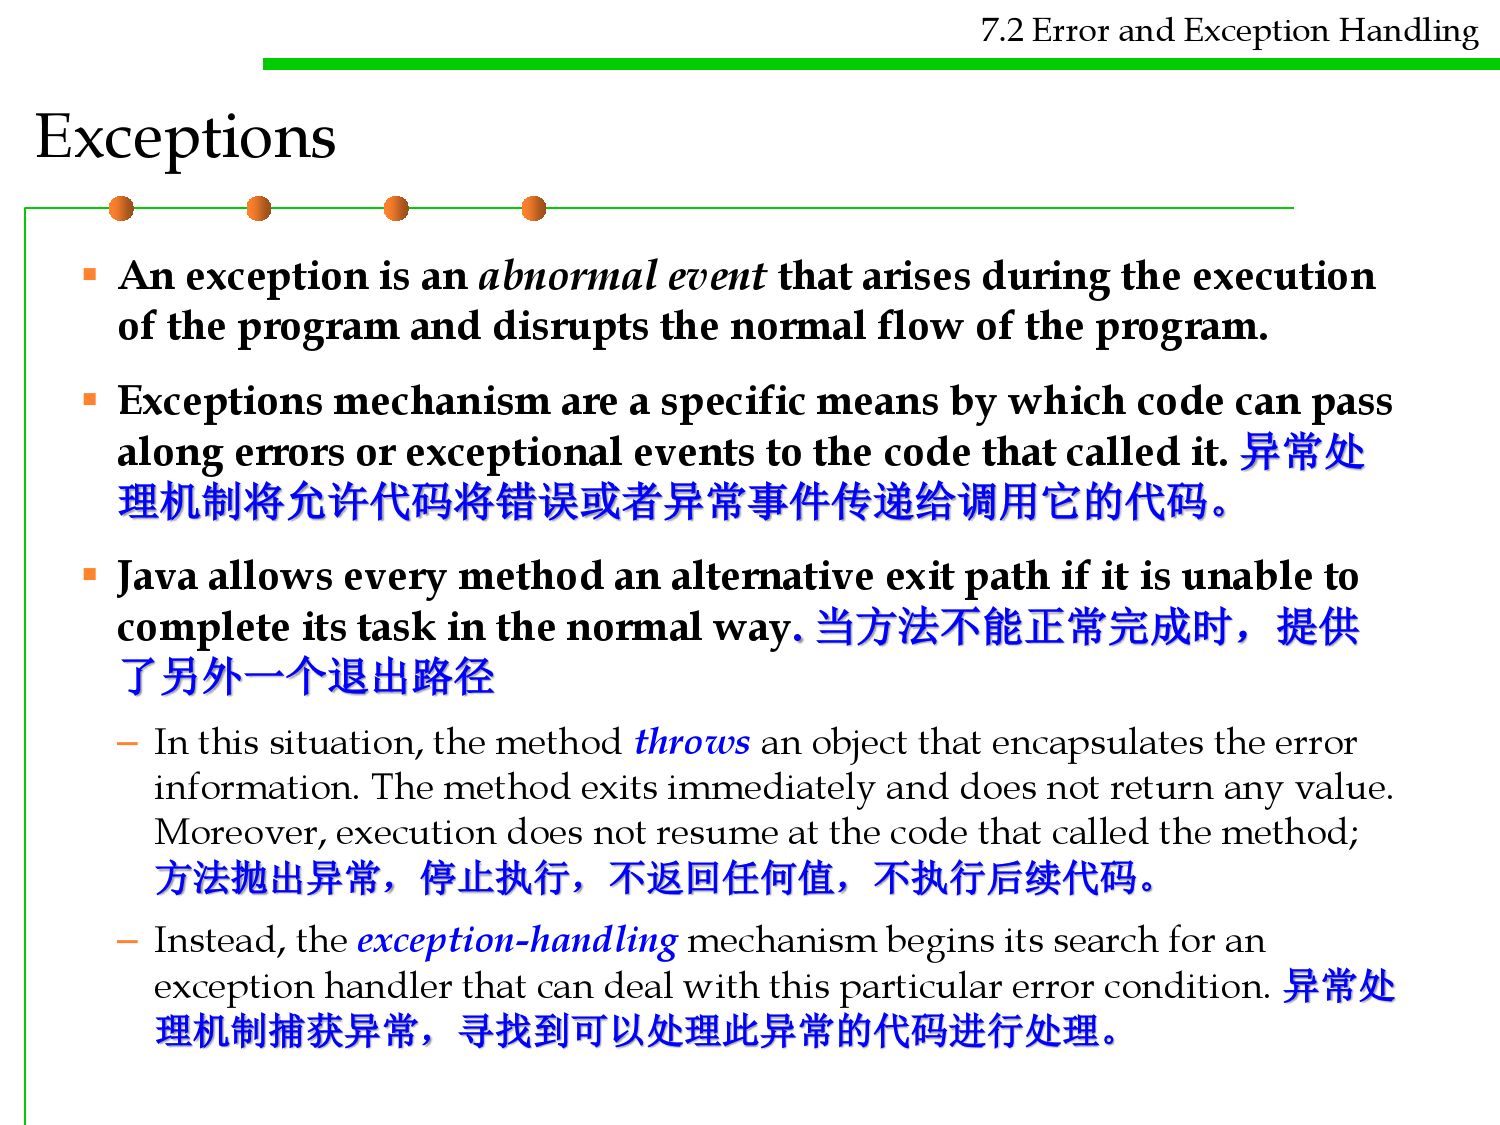 7.2 Error and Exception Handling
Exceptions
An exception is an abnormal event that arises during the execution
of the program and disrupts the normal flow of the program.
Exceptions mechanism are a specific means by which code can pass
along errors or exceptional events to the code that called it. 异常处
理机制将允许代码将错误或者异常事件传递给调用它的代码。
Java allows every method an alternative exit path if it is unable to
complete its task in the normal way. 当方法不能正常完成时，提供
了另外一个退出路径
– In this situation, the method throws an object that encapsulates the error
information. The method exits immediately and does not return any value.
Moreover, execution does not resume at the code that called the method;
方法抛出异常，停止执行，不返回任何值，不执行后续代码。
– Instead, the exception-handling mechanism begins its search for an
exception handler that can deal with this particular error condition. 异常处
理机制捕获异常，寻找到可以处理此异常的代码进行处理。